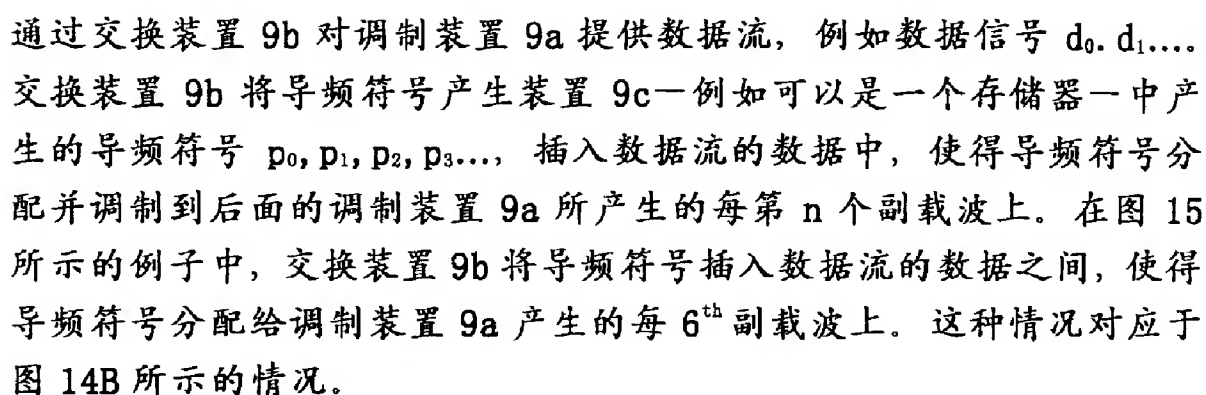 通过交换装置 9b 对调制装置 9a 提供数据流，例如数据信号 d₀. d₁....。
交换装置 9b 将导频符号产生装置 9c－例如可以是一个存储器－中产
生的导频符号 p₀, p₁, p₂, p₃..., 插入数据流的数据中，使得导频符号分
配并调制到后面的调制装置 9a 所产生的每第 n 个副载波上。在图 15
所示的例子中，交换装置 9b 将导频符号插入数据流的数据之间，使得
导频符号分配给调制装置 9a 产生的每 6ᵗʰ 副载波上。这种情况对应于
图 14B 所示的情况。